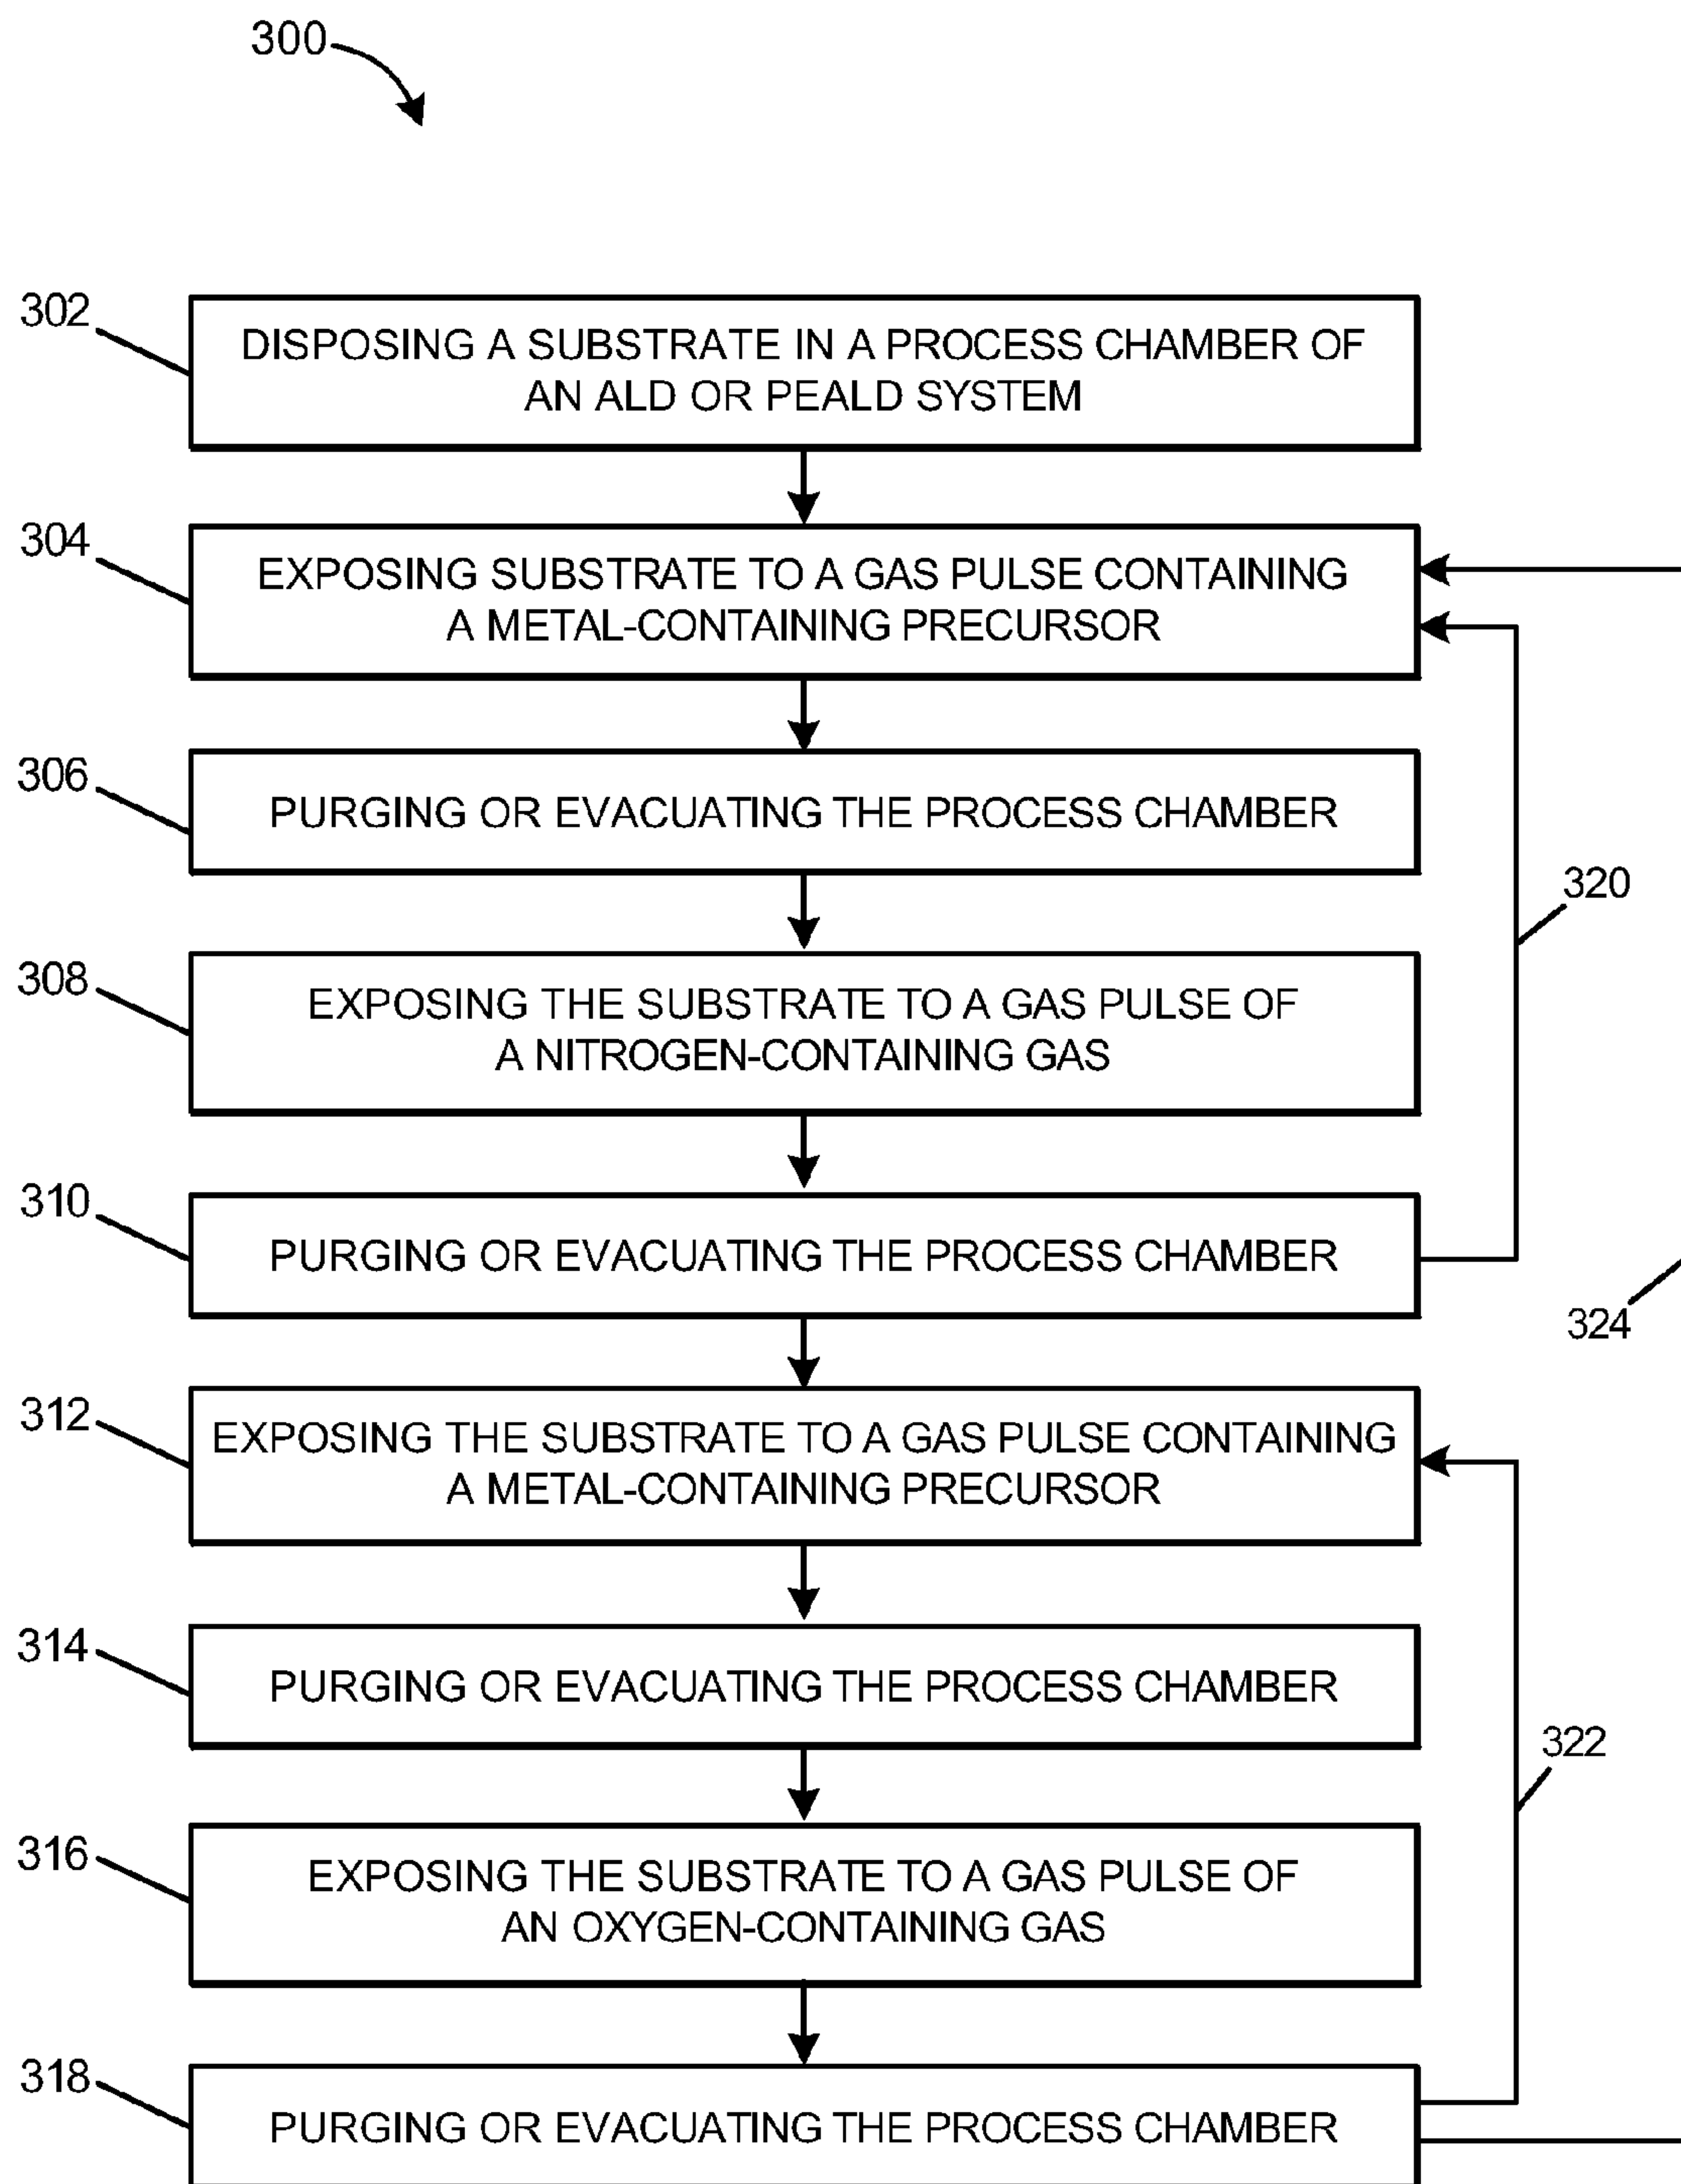 300
302
DISPOSING A SUBSTRATE IN A PROCESS CHAMBER OF
AN ALD OR PEALD SYSTEM
304
EXPOSING SUBSTRATE TO A GAS PULSE CONTAINING
A METAL-CONTAINING PRECURSOR
306
PURGING OR EVACUATING THE PROCESS CHAMBER
320
308
EXPOSING THE SUBSTRATE TO A GAS PULSE OF
A NITROGEN-CONTAINING GAS
310
PURGING OR EVACUATING THE PROCESS CHAMBER
324
312
EXPOSING THE SUBSTRATE TO A GAS PULSE CONTAINING
A METAL-CONTAINING PRECURSOR
314
PURGING OR EVACUATING THE PROCESS CHAMBER
322
316
EXPOSING THE SUBSTRATE TO A GAS PULSE OF
AN OXYGEN-CONTAINING GAS
318
PURGING OR EVACUATING THE PROCESS CHAMBER